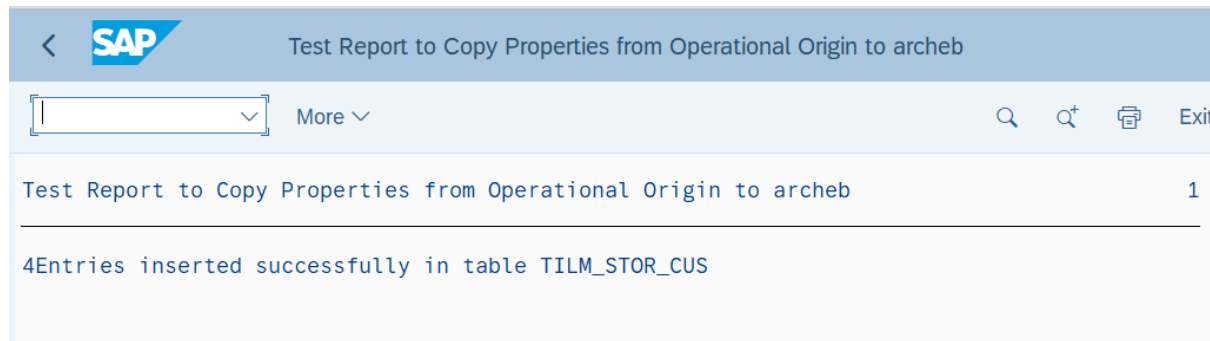 SAP
Test Report to Copy Properties from Operational Origin to archeb
More
Exit
Test Report to Copy Properties from Operational Origin to archeb 1
4Entries inserted successfully in table TILM_STOR_CUS